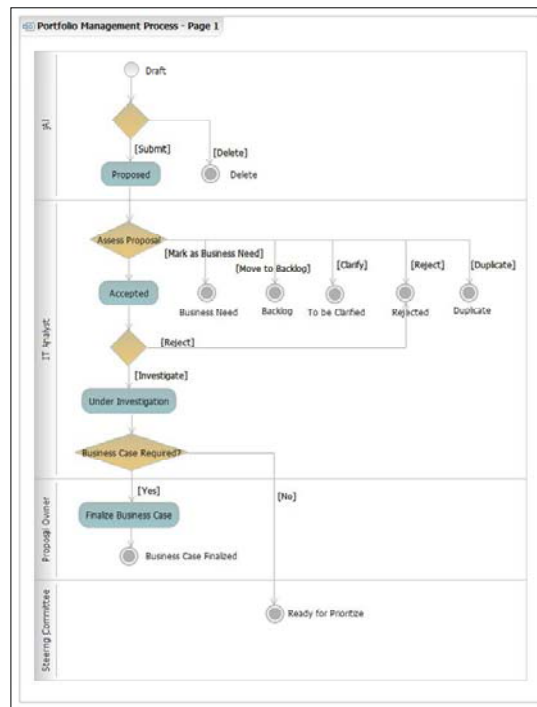 Portfolio Management Process - Page 1
Draft
[Submit]
[Delete]
Proposed
Delete
Assess Proposal
[Mark as Business Need]
[Move to Backlog]
[Clarify]
[Reject]
[Duplicate]
Accepted
Business Need
Backlog
To be Clarified
Rejected
Duplicate
[Reject]
[Investigate]
IT Analyst
Under Investigation
Business Case Required?
[Yes]
[No]
Proposal Owner
Finalize Business Case
Business Case Finalized
Steering Committee
Ready for Prioritize